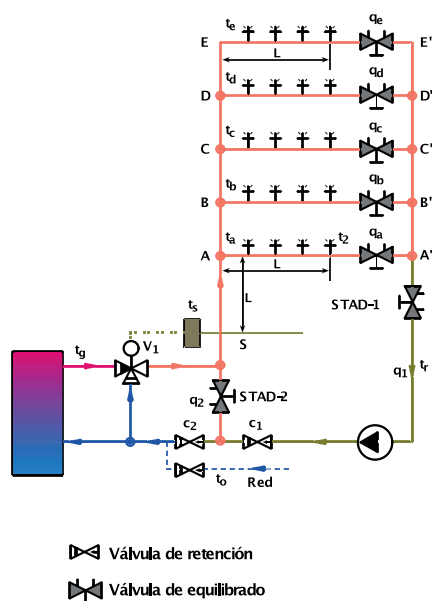 E te L qe E'
D td qd D'
C tc qc C'
B tb qb B'
A ta t2 qa A'
L
L
STAD-1
ts
S
tg V1
q1 tr
q2 STAD-2
c2 c1
to Red
Válvula de retención
Válvula de equilibrado